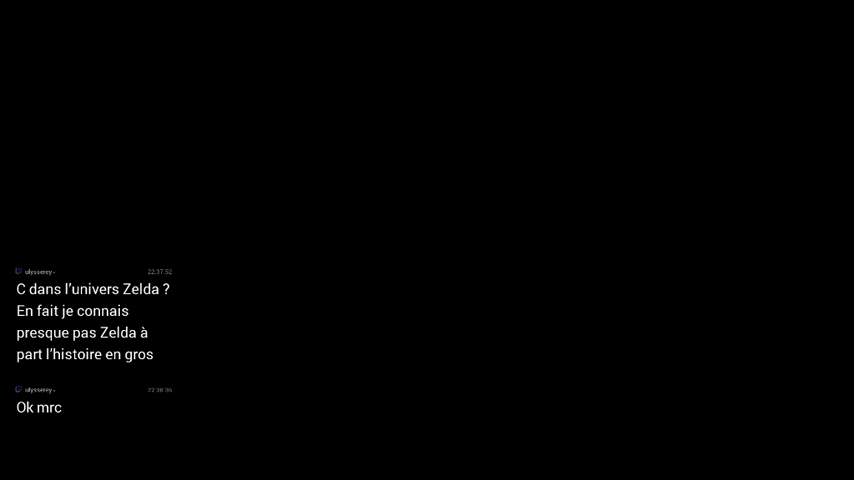 ulysserey
22:37:52
C dans l’univers Zelda ?
En fait je connais
presque pas Zelda à
part l’histoire en gros
ulysserey
Ok mrc